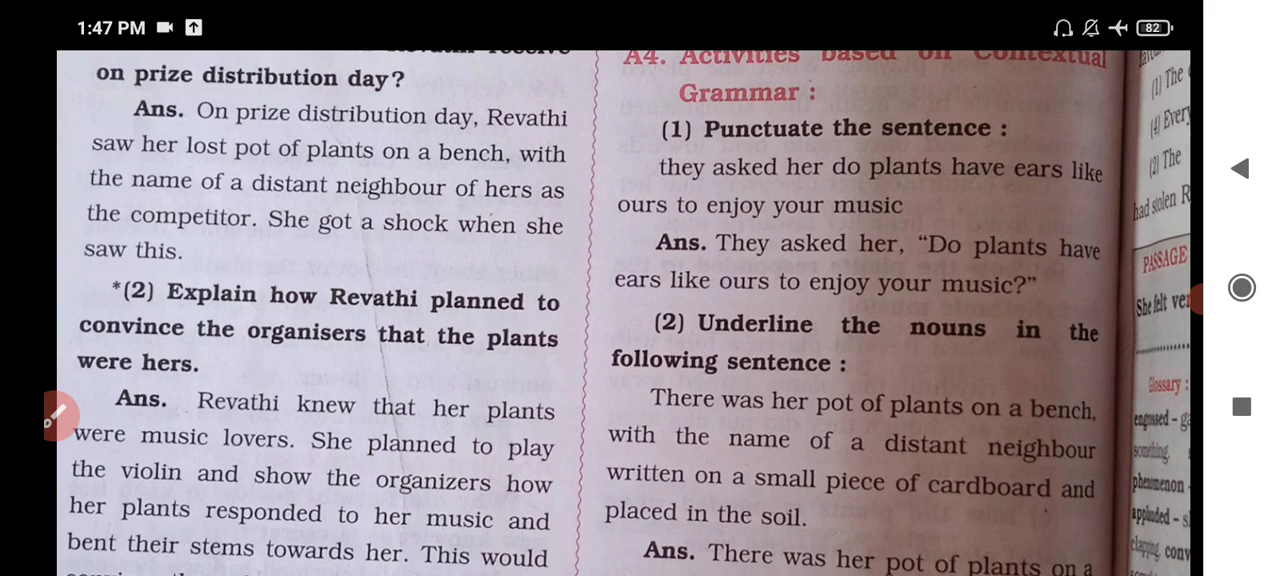 1:47 PM
82
on prize distribution day?
Ans. On prize distribution day, Revathi
saw her lost pot of plants on a bench, with
the name of a distant neighbour of hers as
the competitor. She got a shock when she
saw this.
*(2) Explain how Revathi planned to
convince the organisers that the plants
were hers.
Ans. Revathi knew that her plants
were music lovers. She planned to play
the violin and show the organizers how
her plants responded to her music and
bent their stems towards her. This would
A4. Activities based on Contextual
Grammar :
(1) Punctuate the sentence :
they asked her do plants have ears like
ours to enjoy your music
Ans. They asked her, “Do plants have
ears like ours to enjoy your music?”
(2) Underline the nouns in the
following sentence :
There was her pot of plants on a bench,
with the name of a distant neighbour
written on a small piece of cardboard and
placed in the soil.
Ans. There was her pot of plants on a
(1) The
(4) Every
(2) The
had stolen R
PASSAGE
She felt ve
Glossary :
engrossed - ga
something.
phenomenon -
applauded - s
clapping, conv